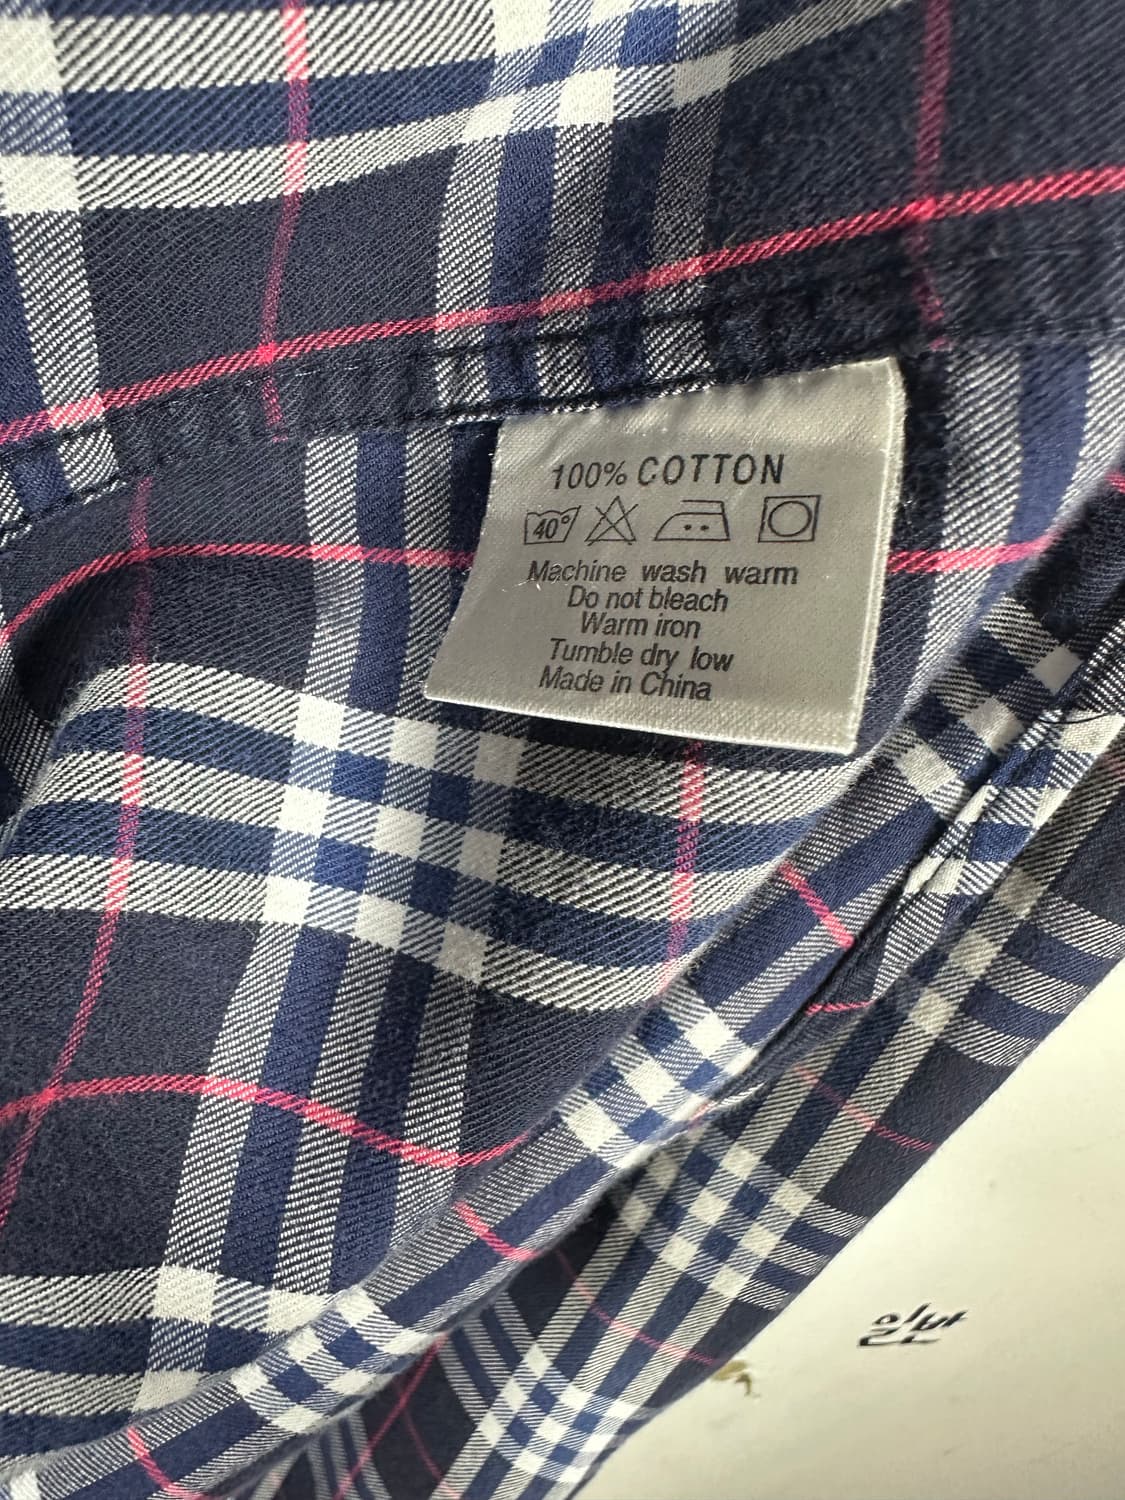 100% COTTON
40°
Machine wash warm
Do not bleach
Warm iron
Tumble dry low
Made in China